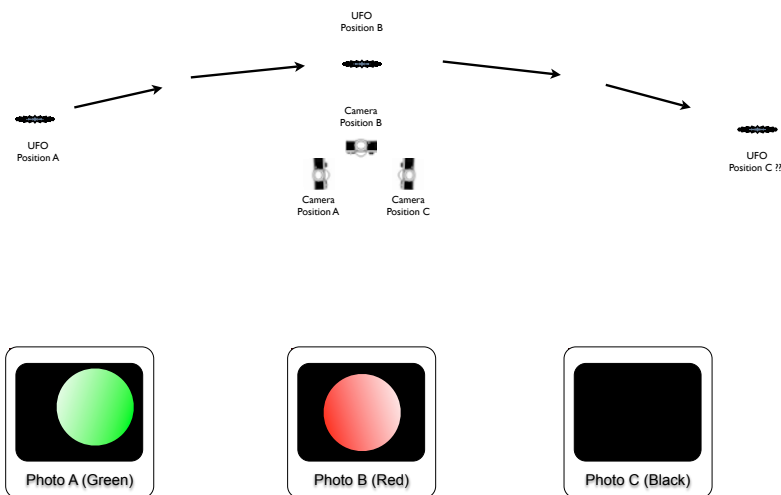 UFO
Position B
UFO
Position A
Camera
Position B
UFO
Position C ??
Camera
Position A
Camera
Position C
Photo A (Green)
Photo B (Red)
Photo C (Black)